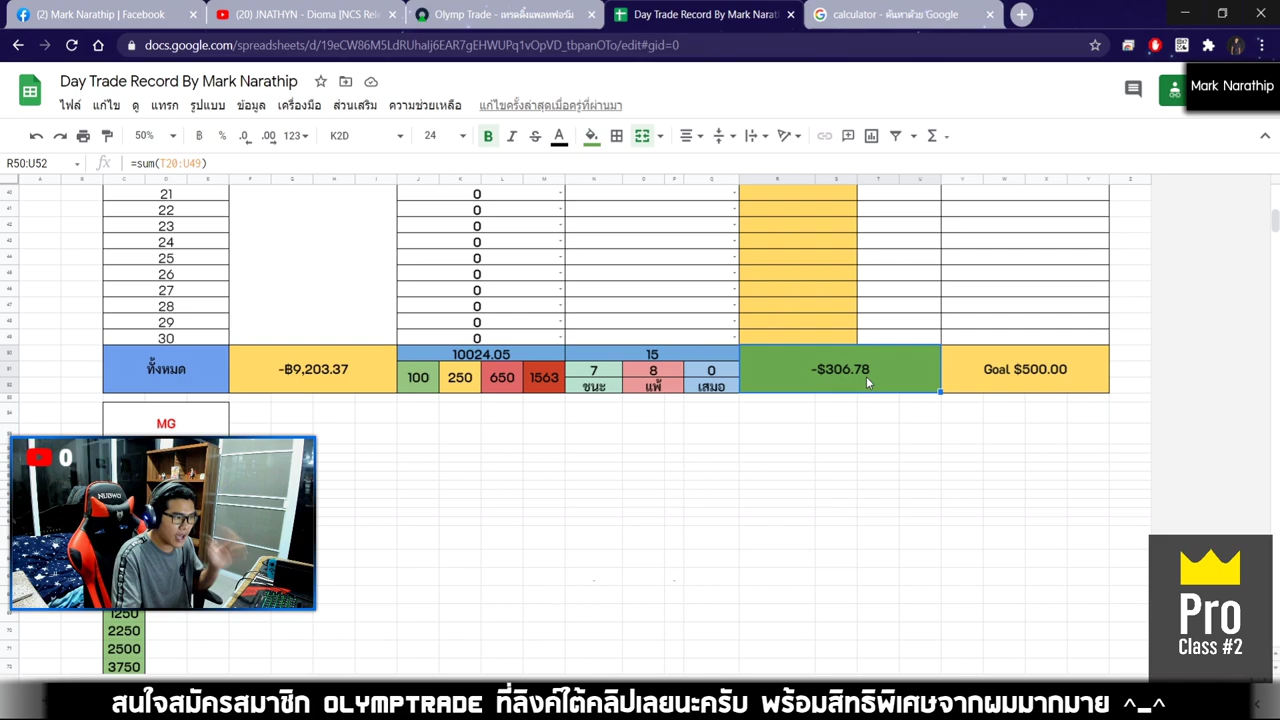 (2) Mark Narathip | Facebook
(20) JNATHYN - Dioma [NCS Rele
Olymp Trade - เทรดดิ้งแพลทฟอร์ม
Day Trade Record By Mark Narath
calculator - ค้นหาด้วย Google
docs.google.com/spreadsheets/d/19eCW86M5LdRUhaIj6EAR7gEHWUPq1vOpVD_tbpanOTo/edit#gid=0
Day Trade Record By Mark Narathip
Mark Narathip
ไฟล์ แก้ไข ดู แทรก รูปแบบ ข้อมูล เครื่องมือ ส่วนเสริม ความช่วยเหลือ แก้ไขครั้งล่าสุดเมื่อครู่ที่ผ่านมา
50% ฿ % .0 .00 123 K2D 24 B I S A
R50:U52 fx =sum(T20:U49)
21 0
22 0
23 0
24 0
25 0
26 0
27 0
28 0
29 0
30 0
ทั้งหมด -฿9,203.37 10024.05 15 -$306.78 Goal $500.00
100 250 650 1563 7 8 0
ชนะ แพ้ เสมอ
MG
0
NUBWO
1250
2250
2500
3750
Pro
Class #2
สนใจสมัครสมาชิก OLYMPTRADE ที่ลิงค์ใต้คลิปเลยนะครับ พร้อมสิทธิพิเศษจากผมมากมาย ^_^